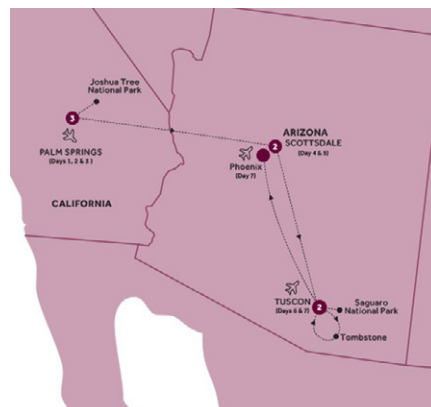 Joshua Tree
National Park
3
PALM SPRINGS
(Days 1, 2 & 3 )
CALIFORNIA
ARIZONA
2
SCOTTSDALE
(Day 4 & 5)
Phoenix
(Day 7)
TUSCON
(Days 6 & 7)
2
Saguaro
National Park
Tombstone